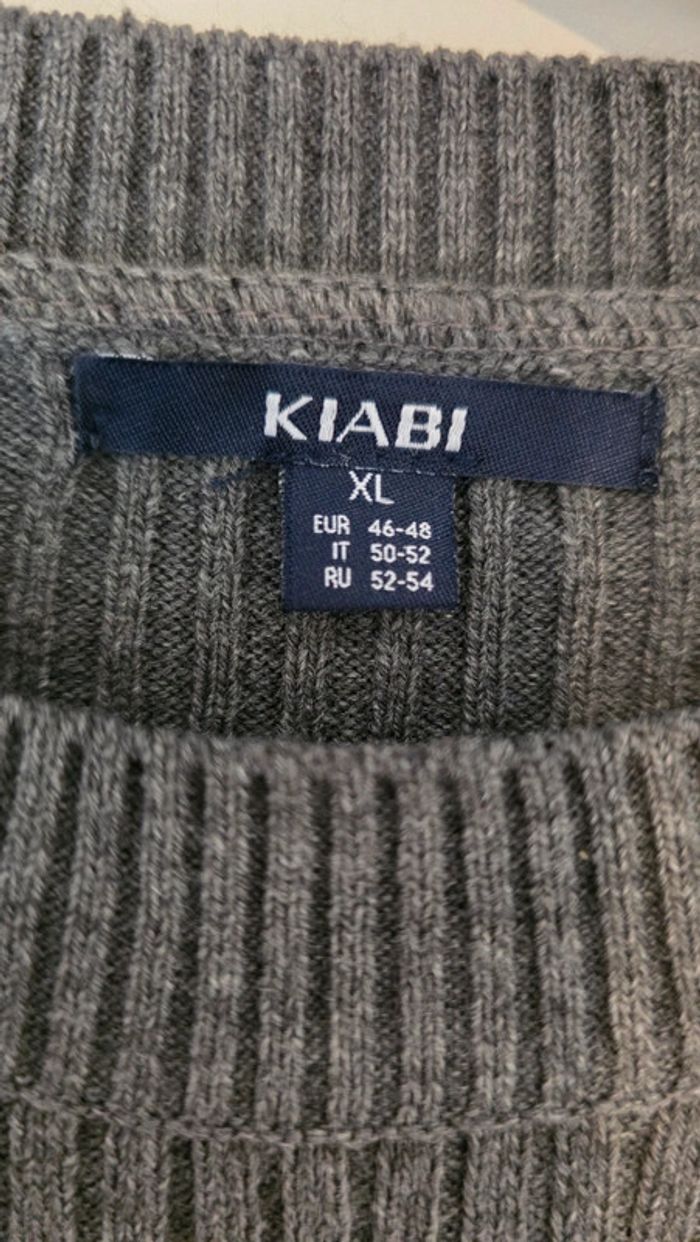 KIABI
XL
EUR 46-48
IT 50-52
RU 52-54